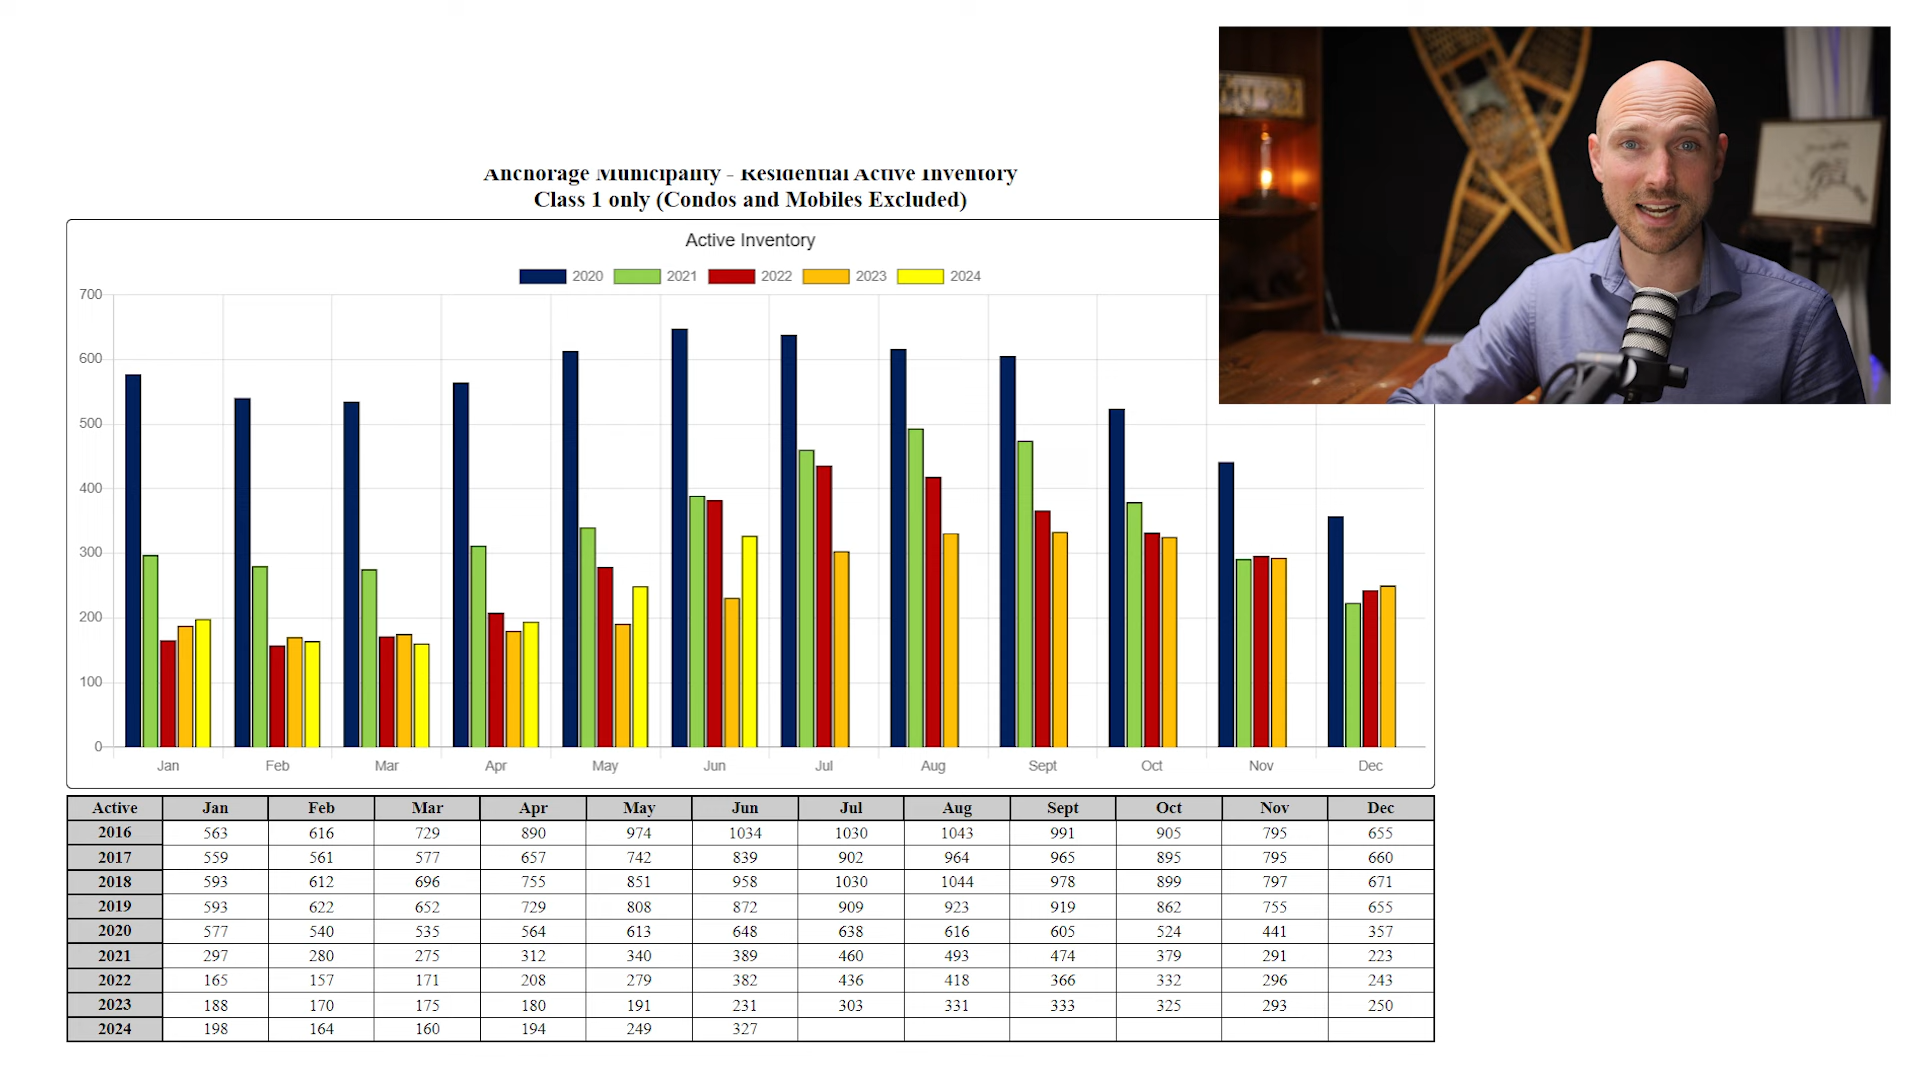 Anchorage Municipality - Residential Active Inventory
Class 1 only (Condos and Mobiles Excluded)
Active Inventory
2020 2021 2022 2023 2024
700
600
500
400
300
200
100
0
Jan Feb Mar Apr May Jun Jul Aug Sept Oct Nov Dec
Active Jan Feb Mar Apr May Jun Jul Aug Sept Oct Nov Dec
2016 563 616 729 890 974 1034 1030 1043 991 905 795 655
2017 559 561 577 657 742 839 902 964 965 895 795 660
2018 593 612 696 755 851 958 1030 1044 978 899 797 671
2019 593 622 652 729 808 872 909 923 919 862 755 655
2020 577 540 535 564 613 648 638 616 605 524 441 357
2021 297 280 275 312 340 389 460 493 474 379 291 223
2022 165 157 171 208 279 382 436 418 366 332 296 243
2023 188 170 175 180 191 231 303 331 333 325 293 250
2024 198 164 160 194 249 327